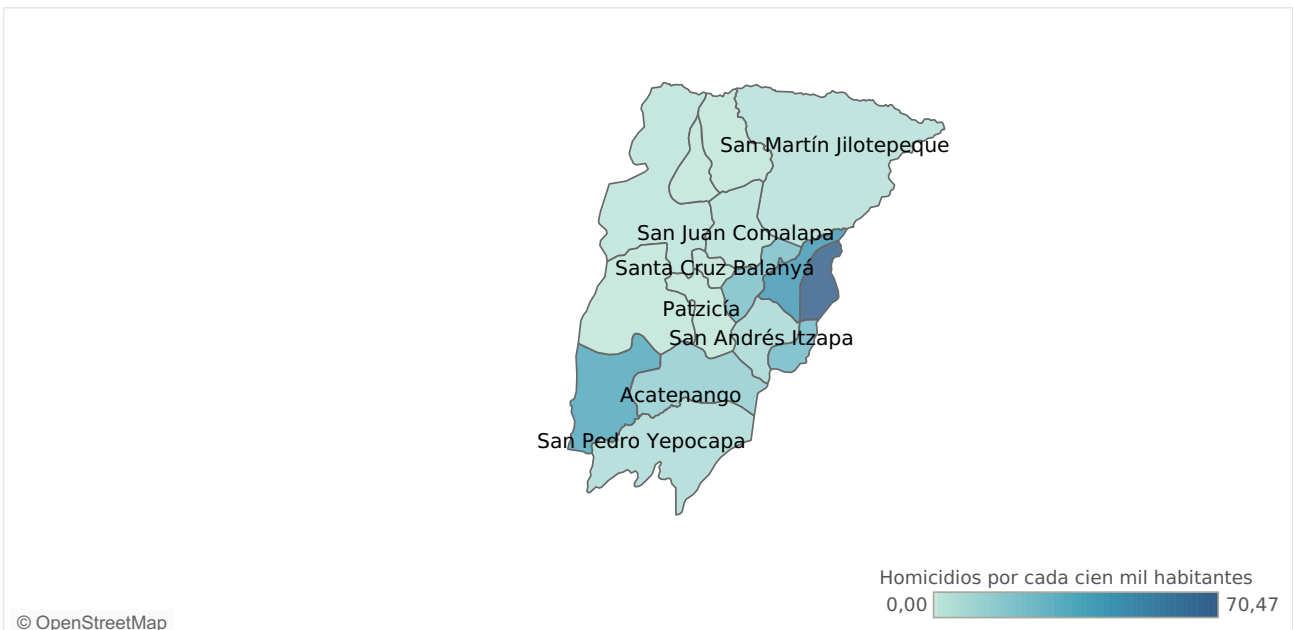 San Martín Jilotepeque
San Juan Comalapa
Santa Cruz Balanyá
Patzicía
San Andrés Itzapa
Acatenango
San Pedro Yepocapa
Homicidios por cada cien mil habitantes
0,00 70,47
© OpenStreetMap